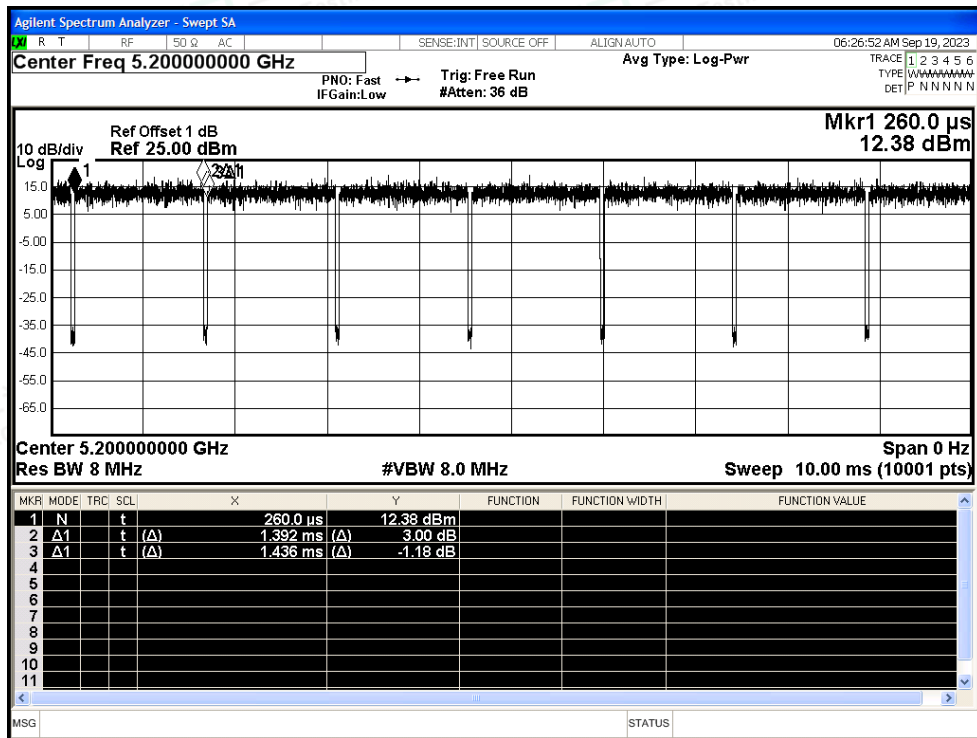 Agilent Spectrum Analyzer - Swept SA
LXI R T RF 50 Ω AC SENSE:INT SOURCE OFF ALIGN AUTO 06:26:52 AM Sep 19, 2023
Center Freq 5.200000000 GHz
PNO: Fast
IFGain:Low
Trig: Free Run
#Atten: 36 dB
Avg Type: Log-Pwr
TRACE 1 2 3 4 5 6
TYPE WWWWWW
DET P N N N N N
Mkr1 260.0 µs
12.38 dBm
Ref Offset 1 dB
10 dB/div Ref 25.00 dBm
Log
1
15.0
5.00
-5.00
-15.0
-25.0
-35.0
-45.0
-55.0
-65.0
Center 5.200000000 GHz Span 0 Hz
Res BW 8 MHz #VBW 8.0 MHz Sweep 10.00 ms (10001 pts)
MKR MODE TRC SCL X Y FUNCTION FUNCTION WIDTH FUNCTION VALUE
1 N t 260.0 µs 12.38 dBm
2 Δ1 t (Δ) 1.392 ms (Δ) 3.00 dB
3 Δ1 t (Δ) 1.436 ms (Δ) -1.18 dB
4
5
6
7
8
9
10
11
MSG STATUS